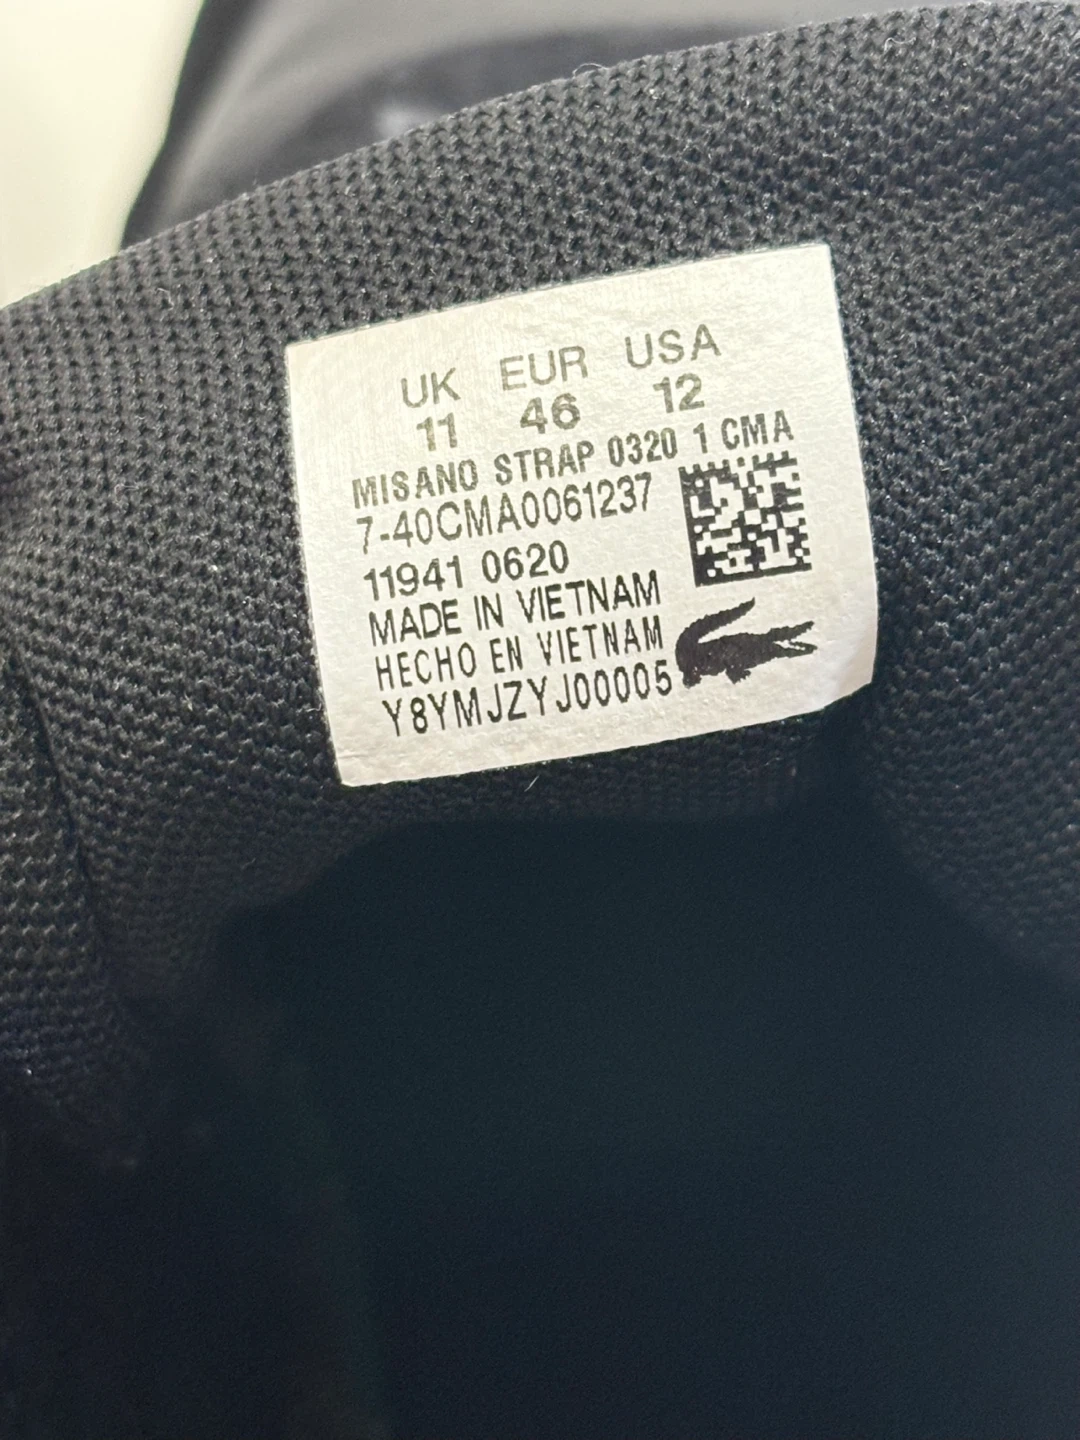 UK EUR USA
11 46 12
MISANO STRAP 0320 1 CMA
7-40CMA0061237
11941 0620
MADE IN VIETNAM
HECHO EN VIETNAM
Y8YMJZYJ00005